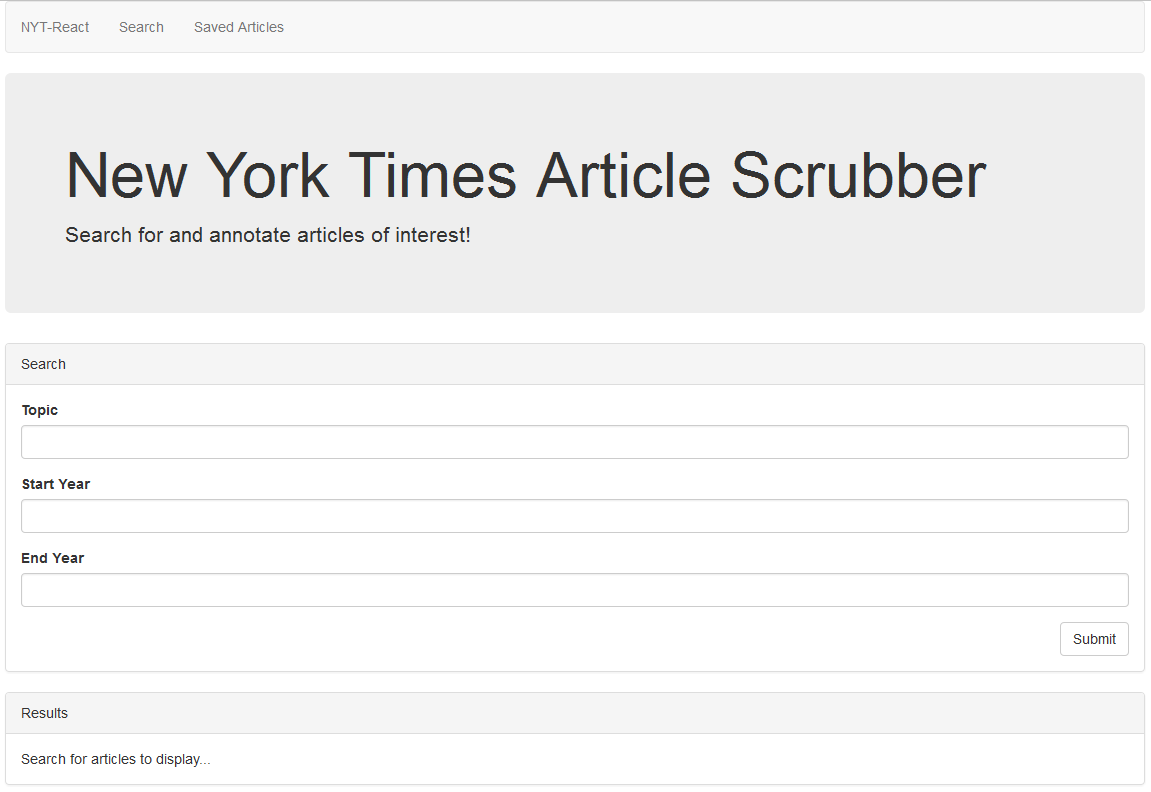 NYT-React Search Saved Articles
New York Times Article Scrubber
Search for and annotate articles of interest!
Search
Topic
Start Year
End Year
Submit
Results
Search for articles to display...